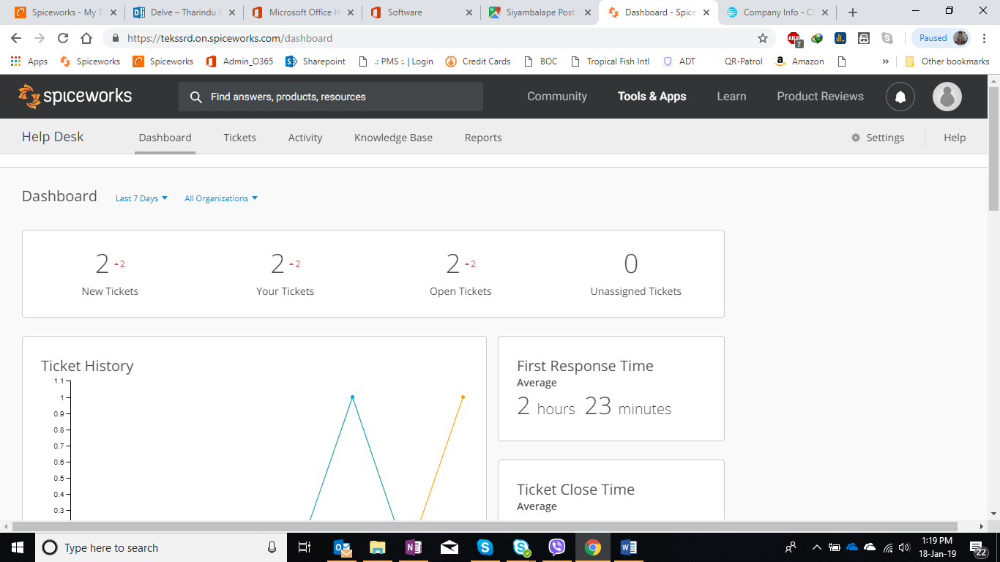 Spiceworks - My T
Delve – Tharindu
Microsoft Office H
Software
Siyambalape Post
Dashboard - Spice
Company Info -
https://tekssrd.on.spiceworks.com/dashboard
ABP
7
Paused
Apps
Spiceworks
Spiceworks
Admin_O365
Sharepoint
.: PMS :. | Login
Credit Cards
BOC
Tropical Fish Intl
ADT
QR-Patrol
Amazon
»
Other bookmarks
spiceworks
Find answers, products, resources
Community
Tools & Apps
Learn
Product Reviews
Help Desk
Dashboard
Tickets
Activity
Knowledge Base
Reports
Settings
Help
Dashboard
Last 7 Days
All Organizations
2 2
New Tickets
2 2
Your Tickets
2 2
Open Tickets
0
Unassigned Tickets
Ticket History
1.1
1
0.9
0.8
0.7
0.6
0.5
0.4
0.3
First Response Time
Average
2 hours 23 minutes
Ticket Close Time
Average
Type here to search
1:19 PM
18-Jan-19
22